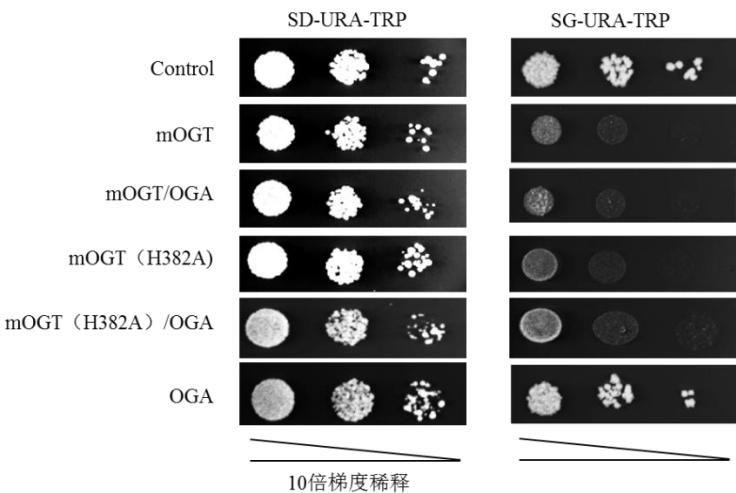 SD-URA-TRP
SG-URA-TRP
Control
mOGT
mOGT/OGA
mOGT（H382A)
mOGT（H382A）/OGA
OGA
10倍梯度稀释